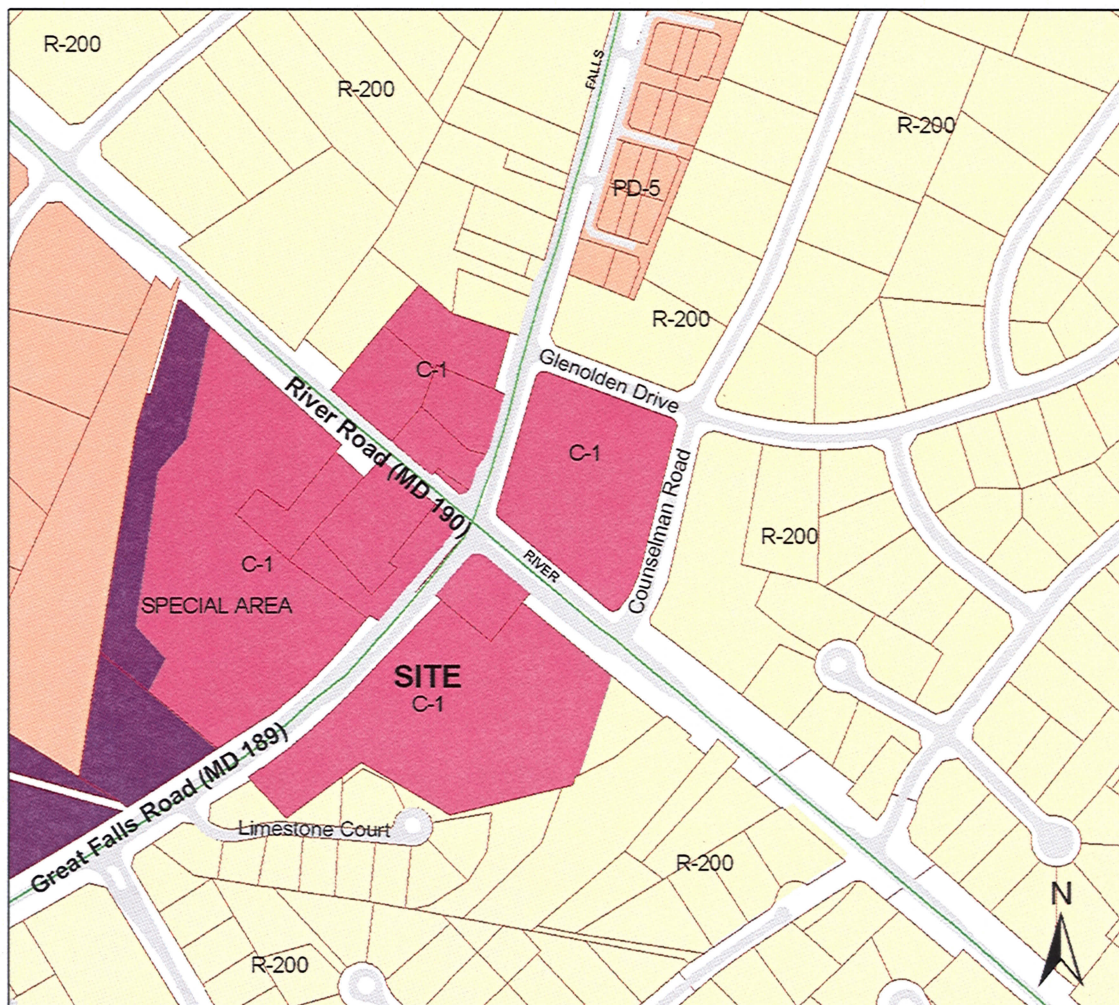 R-200
R-200
FALLS
R-200
PD-5
R-200
Glenolden Drive
C-1
River Road (MD 190)
C-1
Counselman Road
R-200
C-1
SPECIAL AREA
RIVER
SITE
C-1
Great Falls Road (MD 189)
Limestone Court
R-200
N
R-200